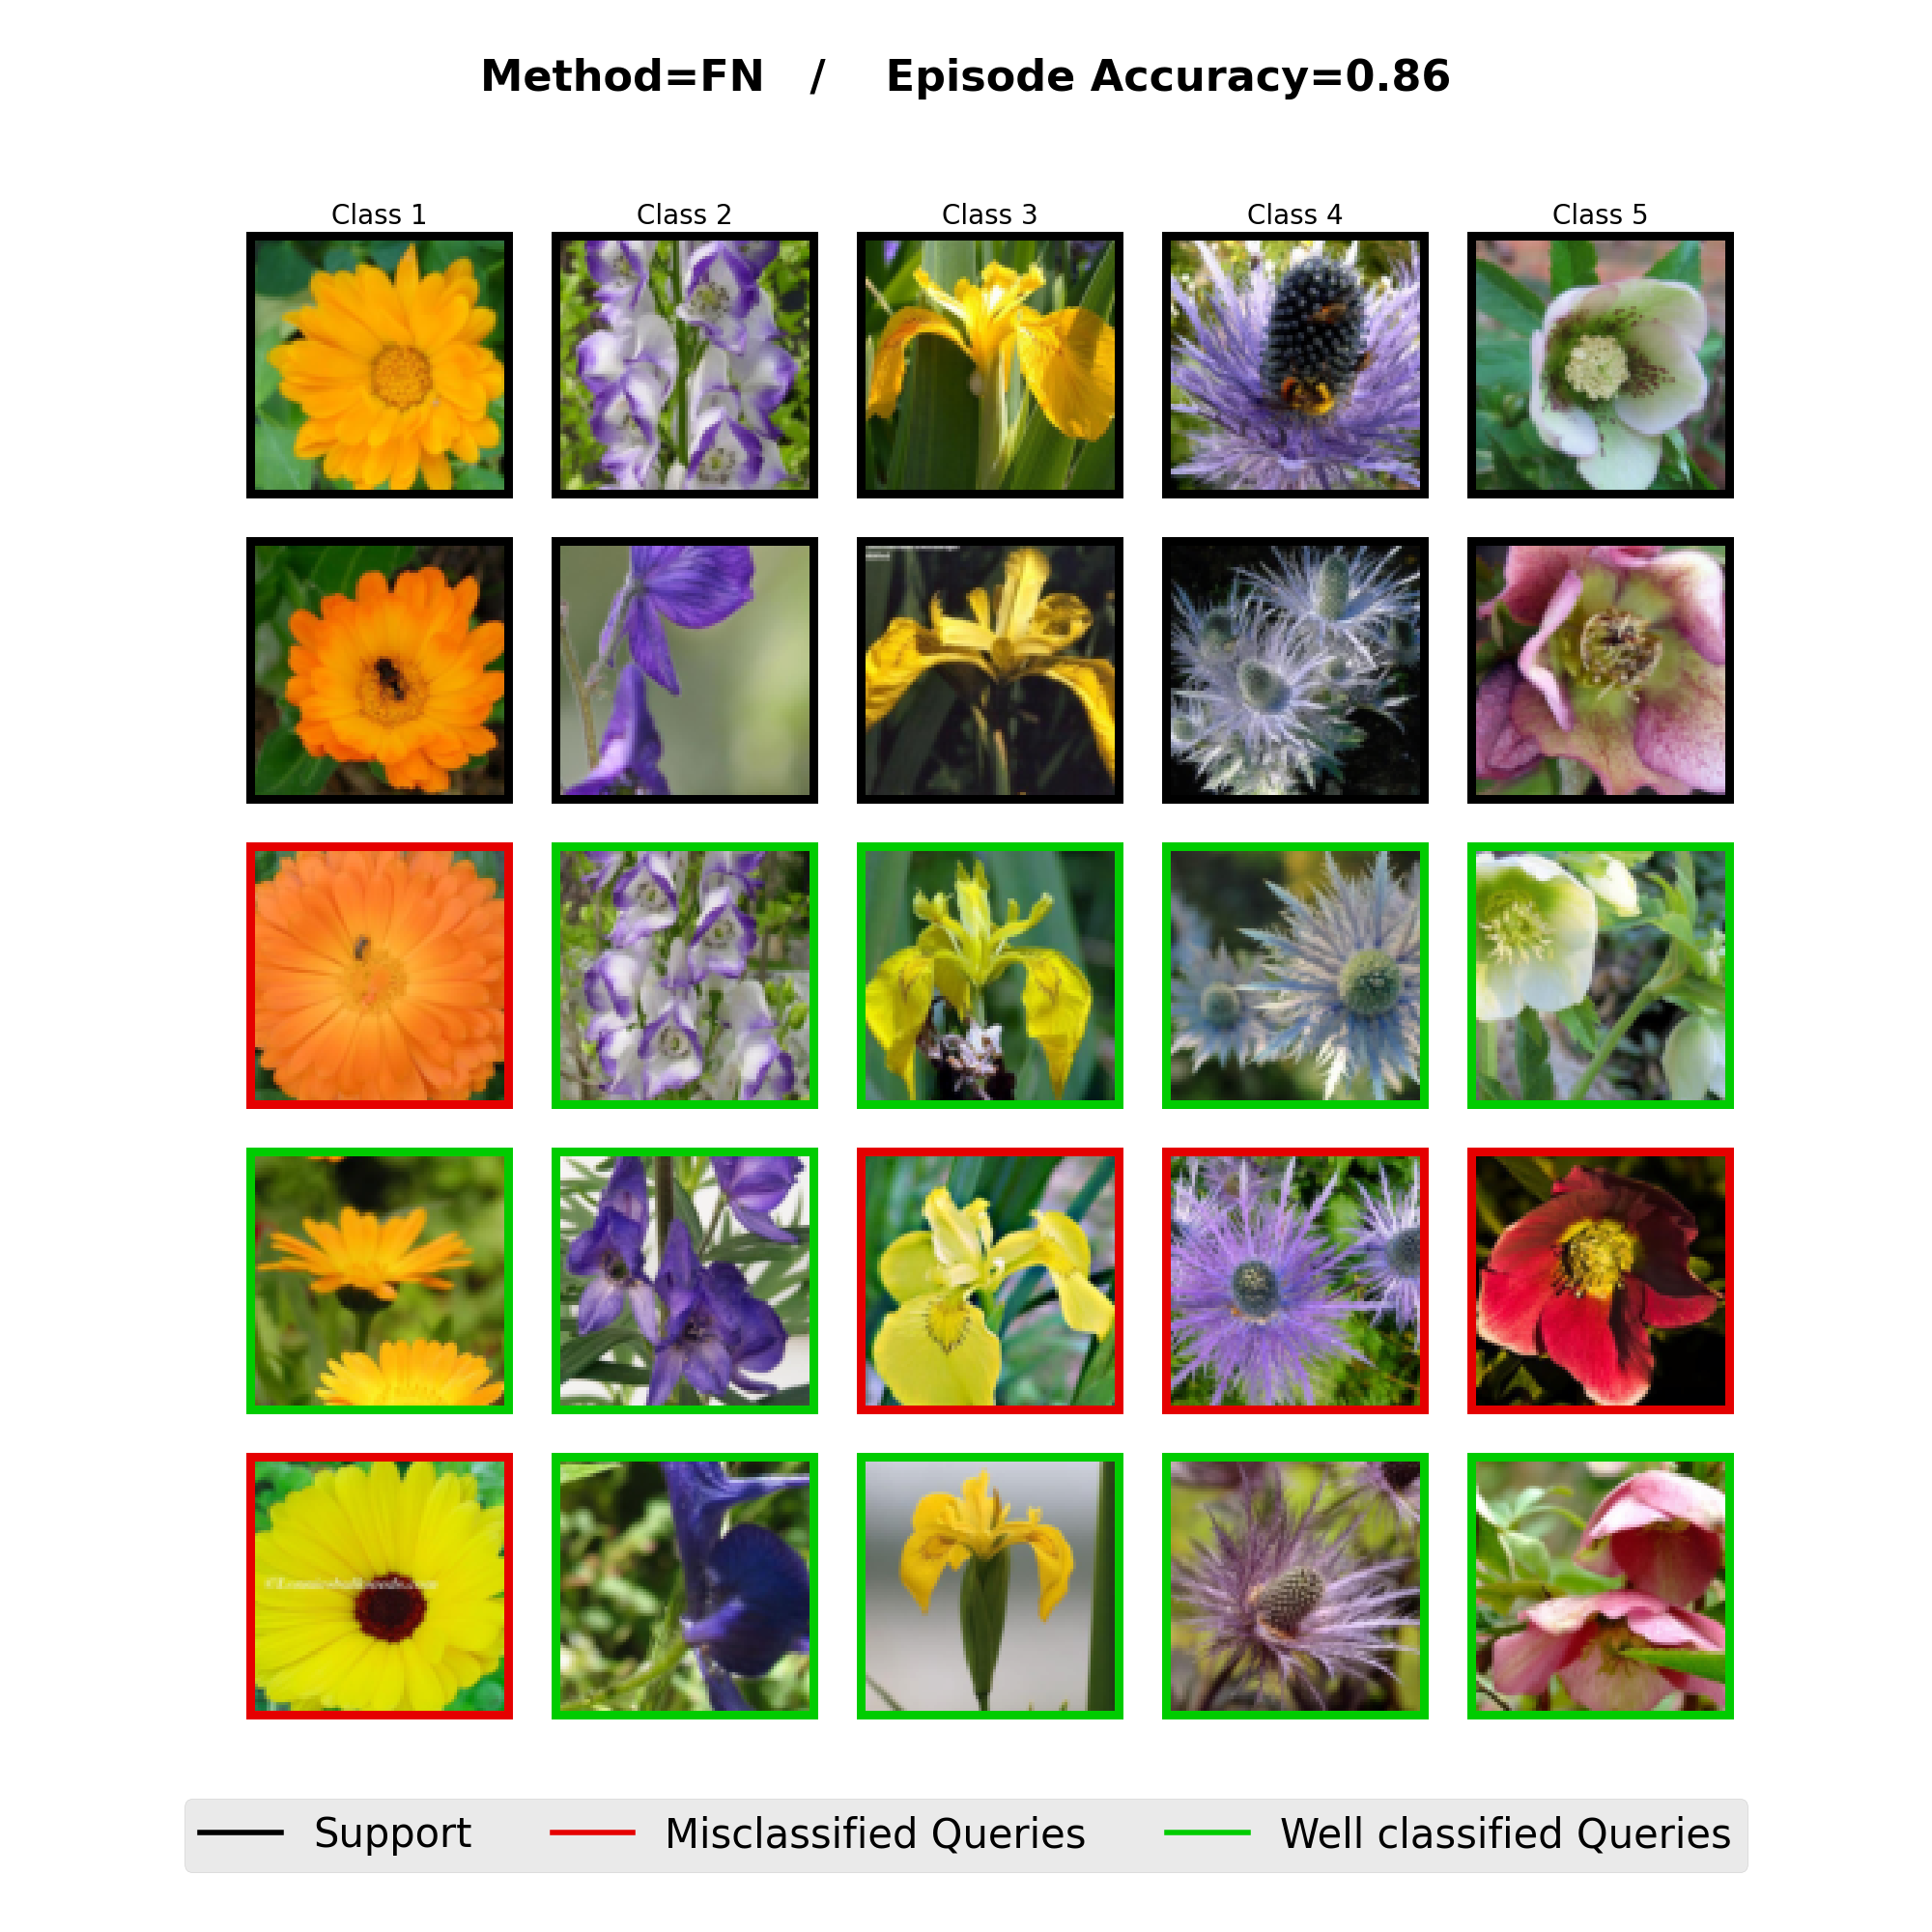 Method=FN / Episode Accuracy=0.86
Class 1 Class 2 Class 3 Class 4 Class 5
Support Misclassified Queries Well classified Queries